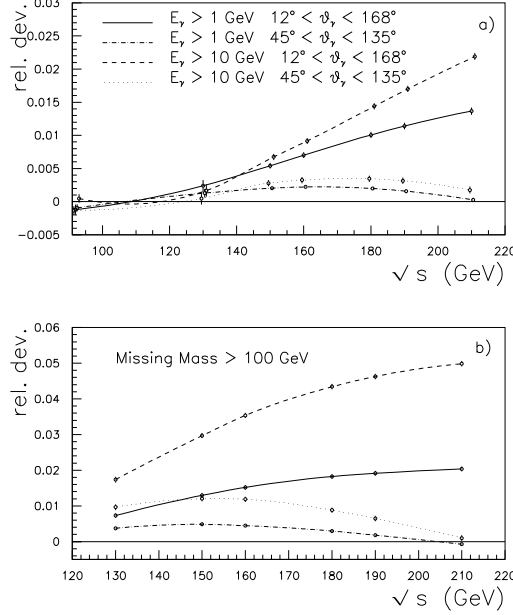 rel. dev.
0.03
0.025
0.02
0.015
0.01
0.005
0
−0.005
E_γ > 1 GeV 12° < ϑ_γ < 168°
E_γ > 1 GeV 45° < ϑ_γ < 135°
E_γ > 10 GeV 12° < ϑ_γ < 168°
E_γ > 10 GeV 45° < ϑ_γ < 135°
a)
100 120 140 160 180 200 220
√s (GeV)
rel. dev.
0.06
0.05
0.04
0.03
0.02
0.01
0
Missing Mass > 100 GeV
b)
120 130 140 150 160 170 180 190 200 210 220
√s (GeV)